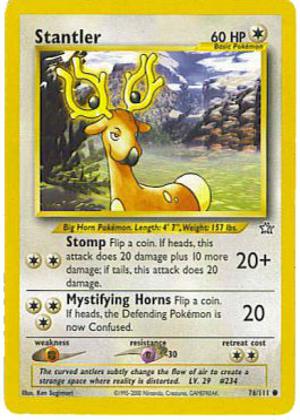 Stantler
60 HP
Basic Pokémon
Big Horn Pokémon. Length: 4' 7", Weight: 157 lbs.
Stomp Flip a coin. If heads, this
attack does 20 damage plus 10 more
damage; if tails, this attack does 20
damage.
20+
Mystifying Horns Flip a coin.
If heads, the Defending Pokémon is
now Confused.
20
weakness
resistance
-30
retreat cost
The curled antlers subtly change the flow of air to create a
strange space where reality is distorted. LV. 29 #234
Illus. Ken Sugimori
©1995-2000 Nintendo, Creatures, GAMEFREAK.
76/111